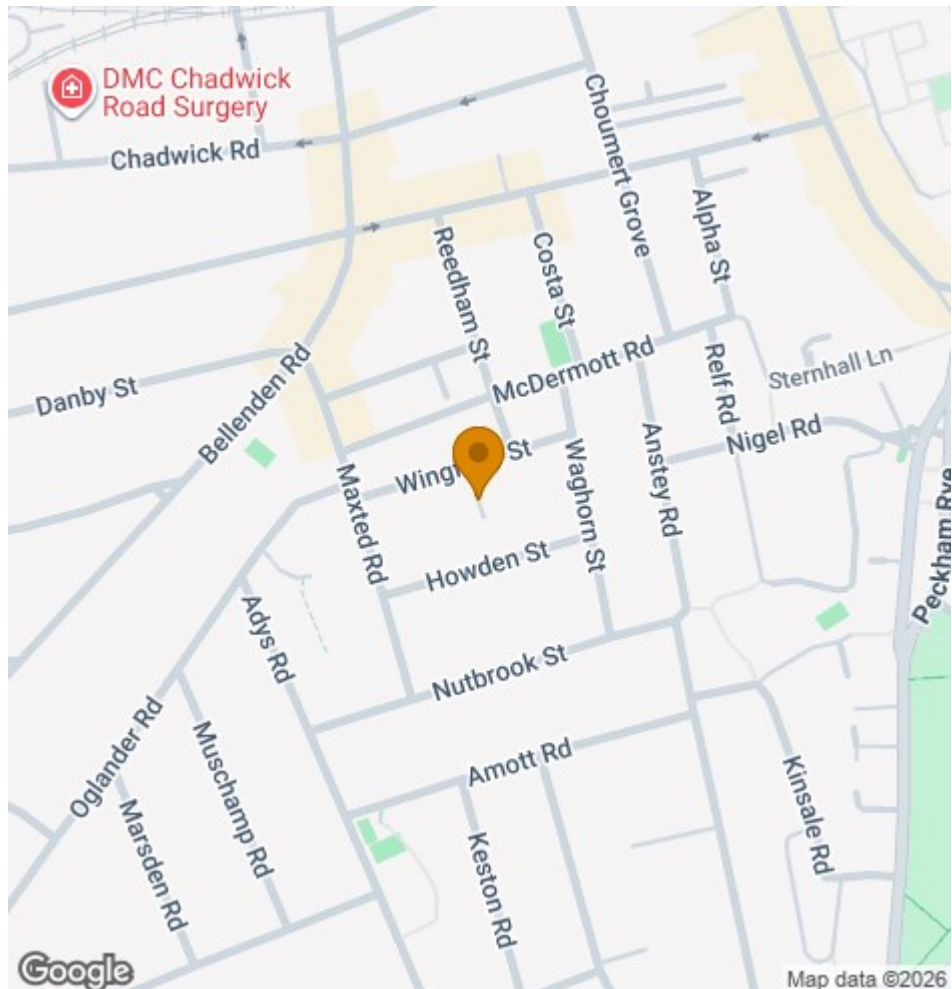 DMC Chadwick
Road Surgery
Chadwick Rd
Choumert Grove
Alpha St
Reedham St
Costa St
McDermott Rd
Relf Rd
Sternhall Ln
Danby St
Bellenden Rd
Nigel Rd
Anstey Rd
St
Waghorn St
Maxted Rd
Howden St
Peckham Rye
Adys Rd
Nutbrook St
Amott Rd
Oglander Rd
Muschamp Rd
Marsden Rd
Keston Rd
Kinsale Rd
Google
Map data ©2026